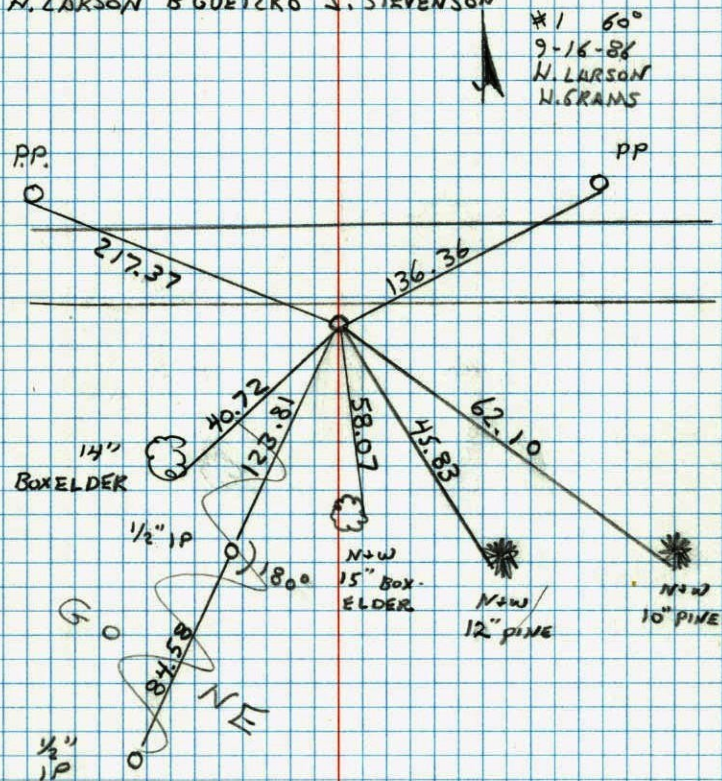 N. LARSON B GUETZKO J. STEVENSON
#1 60°
9-16-86
N. LARSON
N. GRAMS
P.P.
PP
217.37
136.36
40.72
123.81
58.07
45.83
62.10
14"
BOXELDER
1/2" IP
180°
N+W
15" BOX-
ELDER
N+W
12" PINE
N+W
10" PINE
GONE
84.58
1/2"
IP